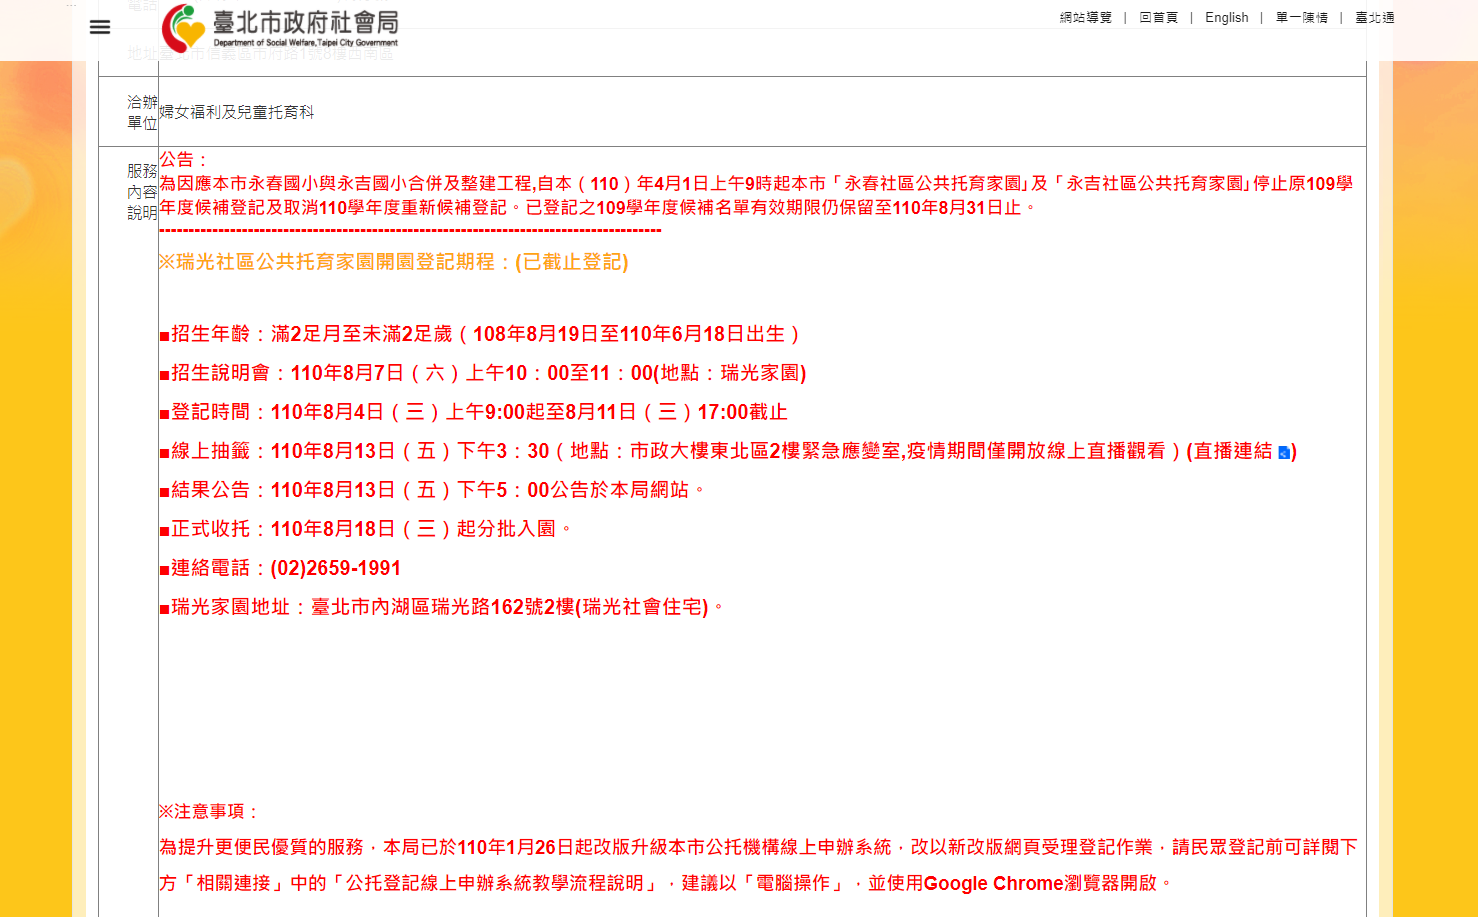 臺北市政府社會局
Department of Social Welfare,Taipei City Government
網站導覽 | 回首頁 | English | 單一陳情 | 臺北通
電話
地址臺北市信義區市府路1號8樓西南區
洽辦單位
婦女福利及兒童托育科
服務內容說明
公告：
為因應本市永春國小與永吉國小合併及整建工程,自本（110）年4月1日上午9時起本市「永春社區公共托育家園」及「永吉社區公共托育家園」停止原109學
年度候補登記及取消110學年度重新候補登記。已登記之109學年度候補名單有效期限仍保留至110年8月31日止。
------------------------------------------------------------------------------------
※瑞光社區公共托育家園開園登記期程：(已截止登記)
■招生年齡：滿2足月至未滿2足歲（108年8月19日至110年6月18日出生）
■招生說明會：110年8月7日（六）上午10：00至11：00(地點：瑞光家園)
■登記時間：110年8月4日（三）上午9:00起至8月11日（三）17:00截止
■線上抽籤：110年8月13日（五）下午3：30（地點：市政大樓東北區2樓緊急應變室,疫情期間僅開放線上直播觀看）(直播連結)
■結果公告：110年8月13日（五）下午5：00公告於本局網站。
■正式收托：110年8月18日（三）起分批入園。
■連絡電話：(02)2659-1991
■瑞光家園地址：臺北市內湖區瑞光路162號2樓(瑞光社會住宅)。
※注意事項：
為提升更便民優質的服務，本局已於110年1月26日起改版升級本市公托機構線上申辦系統，改以新改版網頁受理登記作業，請民眾登記前可詳閱下
方「相關連接」中的「公托登記線上申辦系統教學流程說明」，建議以「電腦操作」，並使用Google Chrome瀏覽器開啟。